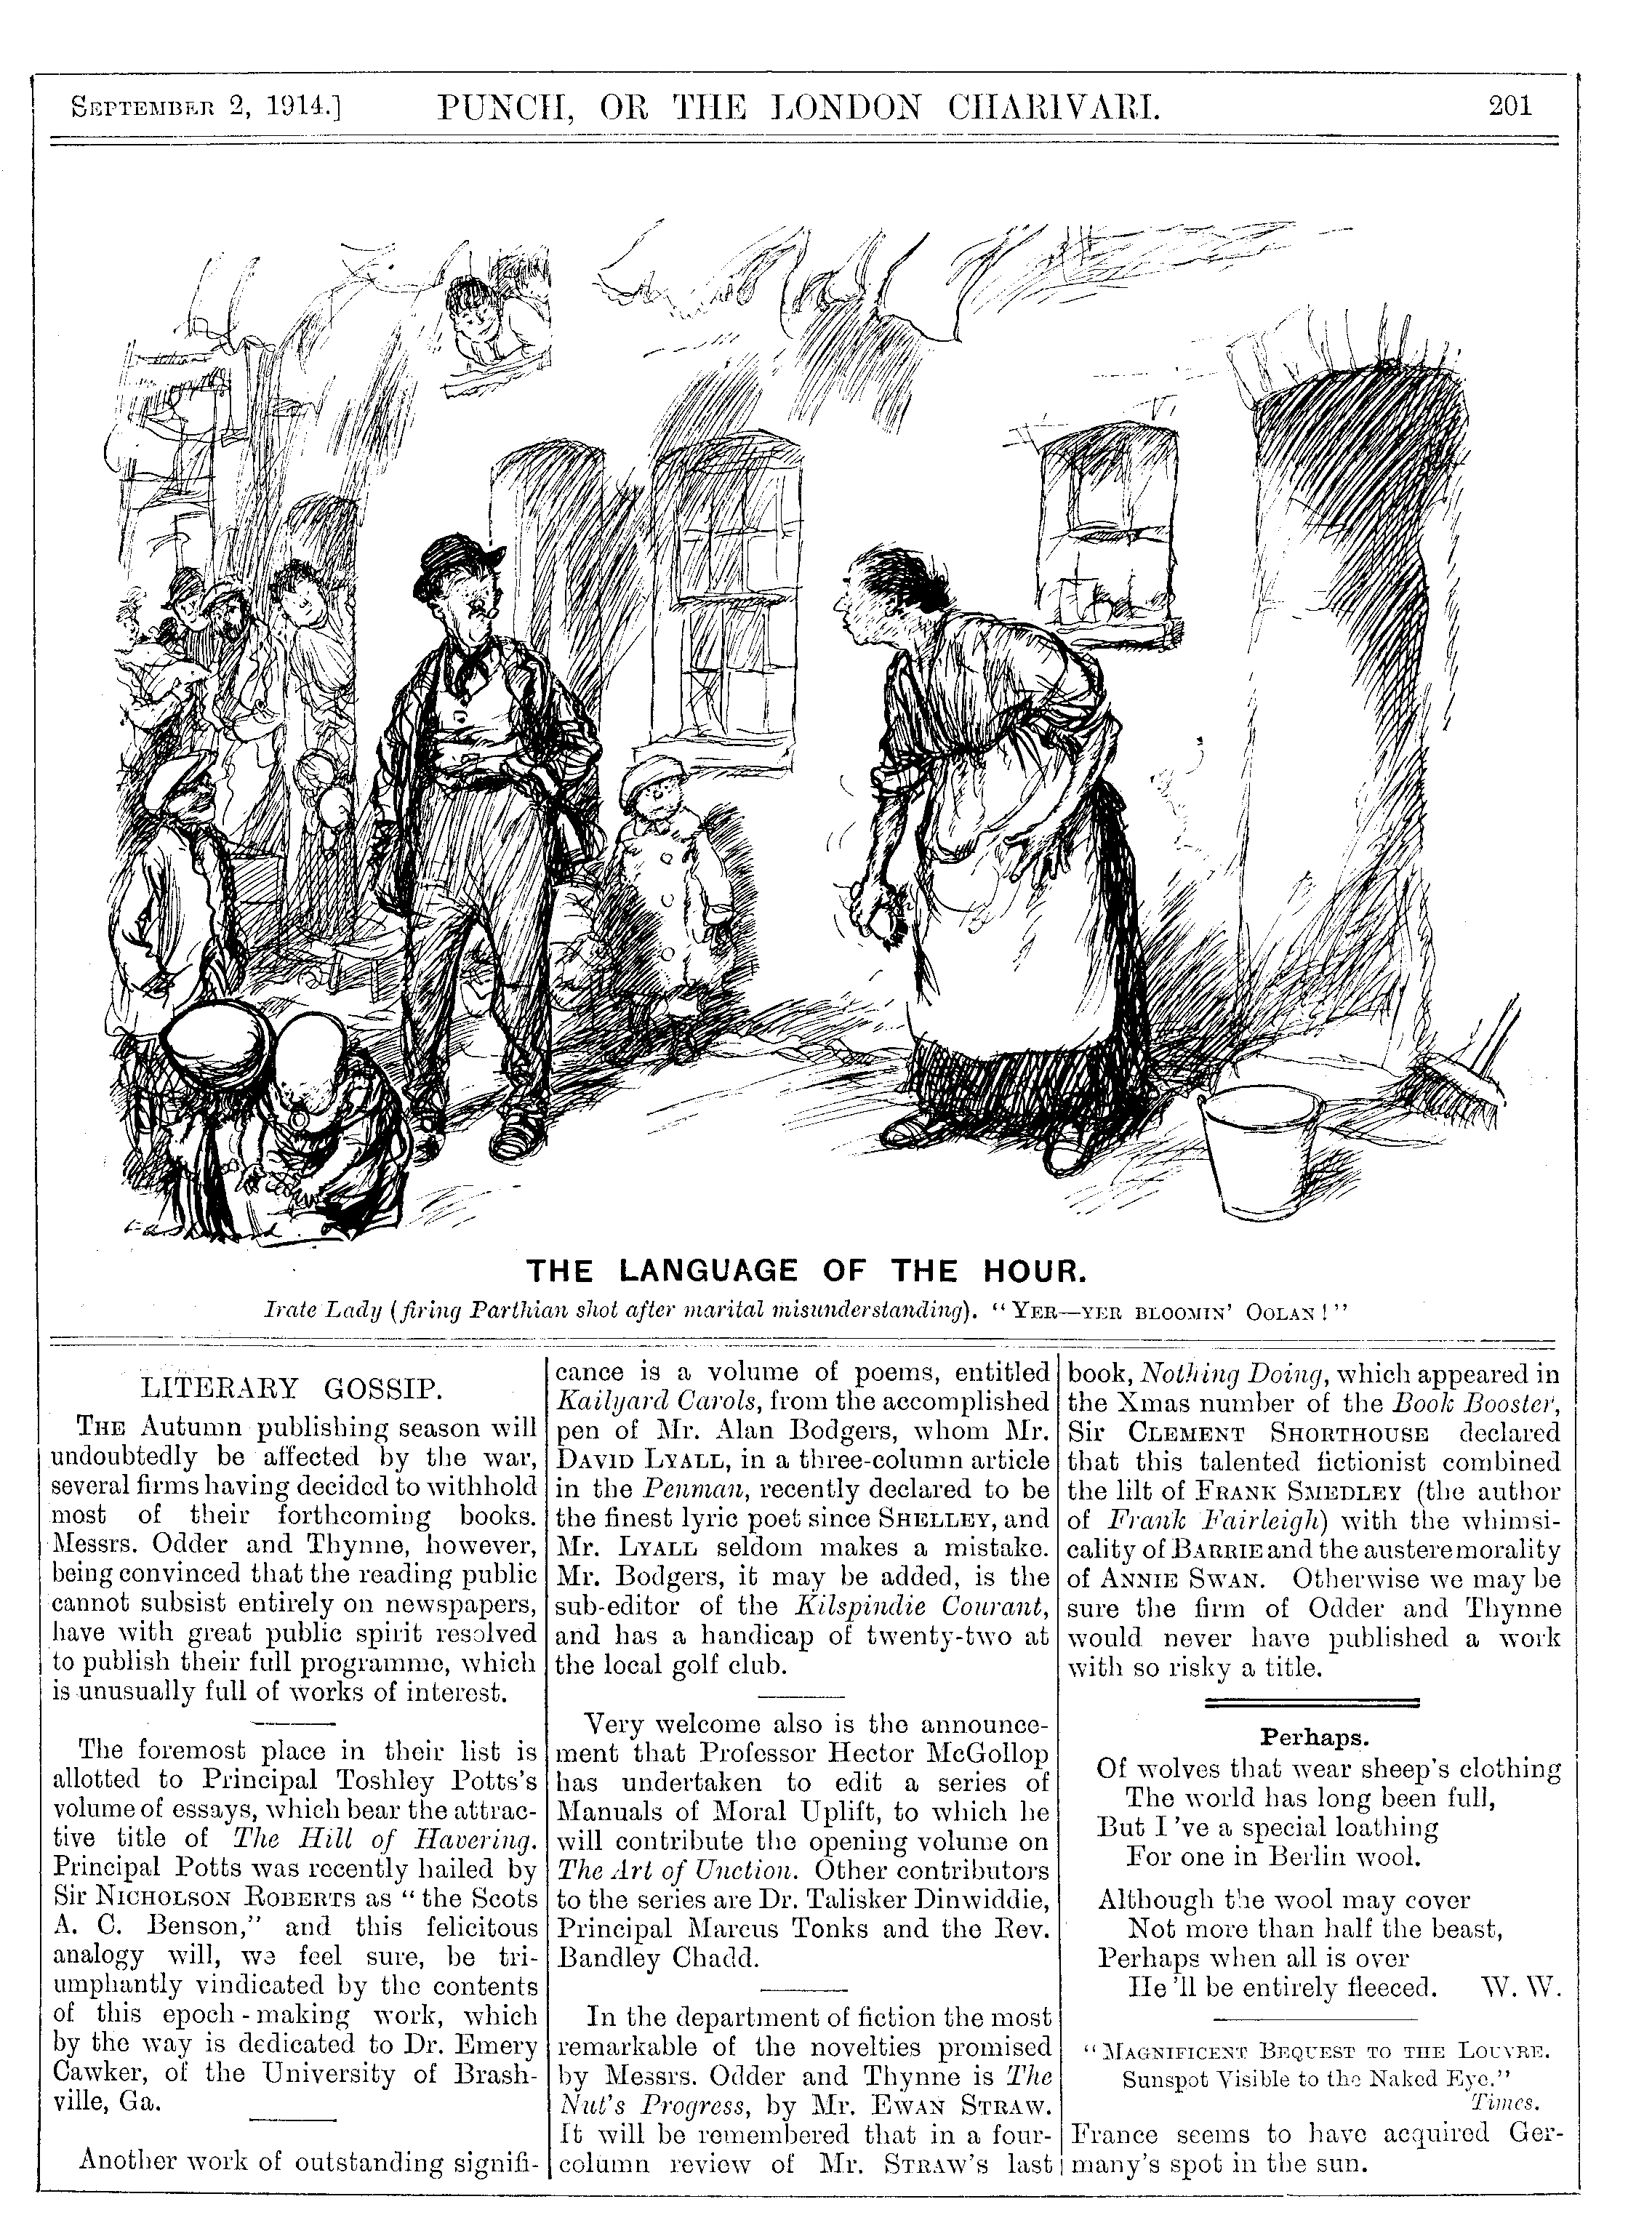 SEPTEMBER 2, 1914.] PUNCH, OR THE LONDON CHARIVARI. 201
THE LANGUAGE OF THE HOUR.
Irate Lady (firing Parthian shot after marital misunderstanding). "YER—YER BLOOMIN' OOLAN!"
LITERARY GOSSIP.
THE Autumn publishing season will
undoubtedly be affected by the war,
several firms having decided to withhold
most of their forthcoming books.
Messrs. Odder and Thynne, however,
being convinced that the reading public
cannot subsist entirely on newspapers,
have with great public spirit resolved
to publish their full programme, which
is unusually full of works of interest.
The foremost place in their list is
allotted to Principal Toshley Potts's
volume of essays, which bear the attrac-
tive title of The Hill of Havering.
Principal Potts was recently hailed by
Sir NICHOLSON ROBERTS as "the Scots
A. C. Benson," and this felicitous
analogy will, we feel sure, be tri-
umphantly vindicated by the contents
of this epoch-making work, which
by the way is dedicated to Dr. Emery
Cawker, of the University of Brash-
ville, Ga.
Another work of outstanding signifi-
cance is a volume of poems, entitled
Kailyard Carols, from the accomplished
pen of Mr. Alan Bodgers, whom Mr.
DAVID LYALL, in a three-column article
in the Penman, recently declared to be
the finest lyric poet since SHELLEY, and
Mr. LYALL seldom makes a mistake.
Mr. Bodgers, it may be added, is the
sub-editor of the Kilspindie Courant,
and has a handicap of twenty-two at
the local golf club.
Very welcome also is the announce-
ment that Professor Hector McGollop
has undertaken to edit a series of
Manuals of Moral Uplift, to which he
will contribute the opening volume on
The Art of Unction. Other contributors
to the series are Dr. Talisker Dinwiddie,
Principal Marcus Tonks and the Rev.
Bandley Chadd.
In the department of fiction the most
remarkable of the novelties promised
by Messrs. Odder and Thynne is The
Nut's Progress, by Mr. EWAN STRAW.
It will be remembered that in a four-
column review of Mr. STRAW's last
book, Nothing Doing, which appeared in
the Xmas number of the Book Booster,
Sir CLEMENT SHORTHOUSE declared
that this talented fictionist combined
the lilt of FRANK SMEDLEY (the author
of Frank Fairleigh) with the whimsi-
cality of BARRIE and the austere morality
of ANNIE SWAN. Otherwise we may be
sure the firm of Odder and Thynne
would never have published a work
with so risky a title.
Perhaps.
Of wolves that wear sheep's clothing
The world has long been full,
But I've a special loathing
For one in Berlin wool.
Although the wool may cover
Not more than half the beast,
Perhaps when all is over
He'll be entirely fleeced. W. W.
"MAGNIFICENT BEQUEST TO THE LOUVRE.
Sunspot Visible to the Naked Eye."
Times.
France seems to have acquired Ger-
many's spot in the sun.